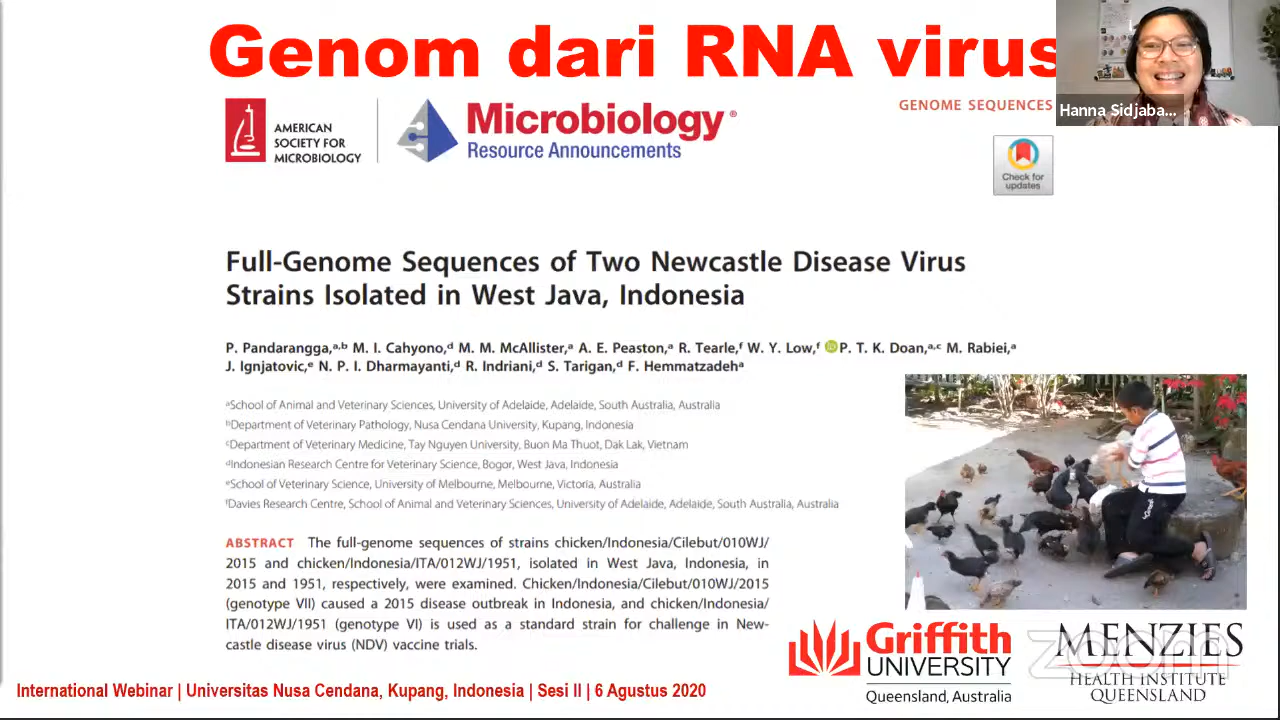 Genom dari RNA virus
Hanna Sidjaba...
GENOME SEQUENCES
AMERICAN
SOCIETY FOR
MICROBIOLOGY
Microbiology®
Resource Announcements
Check for
updates
Full-Genome Sequences of Two Newcastle Disease Virus
Strains Isolated in West Java, Indonesia
P. Pandarangga,a,b M. I. Cahyono,d M. M. McAllister,a A. E. Peaston,a R. Tearle,f W. Y. Low,f P. T. K. Doan,a,c M. Rabiei,a
J. Ignjatovic,e N. P. I. Dharmayanti,d R. Indriani,d S. Tarigan,d F. Hemmatzadeha
aSchool of Animal and Veterinary Sciences, University of Adelaide, Adelaide, South Australia, Australia
bDepartment of Veterinary Pathology, Nusa Cendana University, Kupang, Indonesia
cDepartment of Veterinary Medicine, Tay Nguyen University, Buon Ma Thuot, Dak Lak, Vietnam
dIndonesian Research Centre for Veterinary Science, Bogor, West Java, Indonesia
eSchool of Veterinary Science, University of Melbourne, Melbourne, Victoria, Australia
fDavies Research Centre, School of Animal and Veterinary Sciences, University of Adelaide, Adelaide, South Australia, Australia
ABSTRACT The full-genome sequences of strains chicken/Indonesia/Cilebut/010WJ/
2015 and chicken/Indonesia/ITA/012WJ/1951, isolated in West Java, Indonesia, in
2015 and 1951, respectively, were examined. Chicken/Indonesia/Cilebut/010WJ/2015
(genotype VII) caused a 2015 disease outbreak in Indonesia, and chicken/Indonesia/
ITA/012WJ/1951 (genotype VI) is used as a standard strain for challenge in New-
castle disease virus (NDV) vaccine trials.
Griffith
UNIVERSITY
Queensland, Australia
zoom
MENZIES
HEALTH INSTITUTE
QUEENSLAND
International Webinar | Universitas Nusa Cendana, Kupang, Indonesia | Sesi II | 6 Agustus 2020